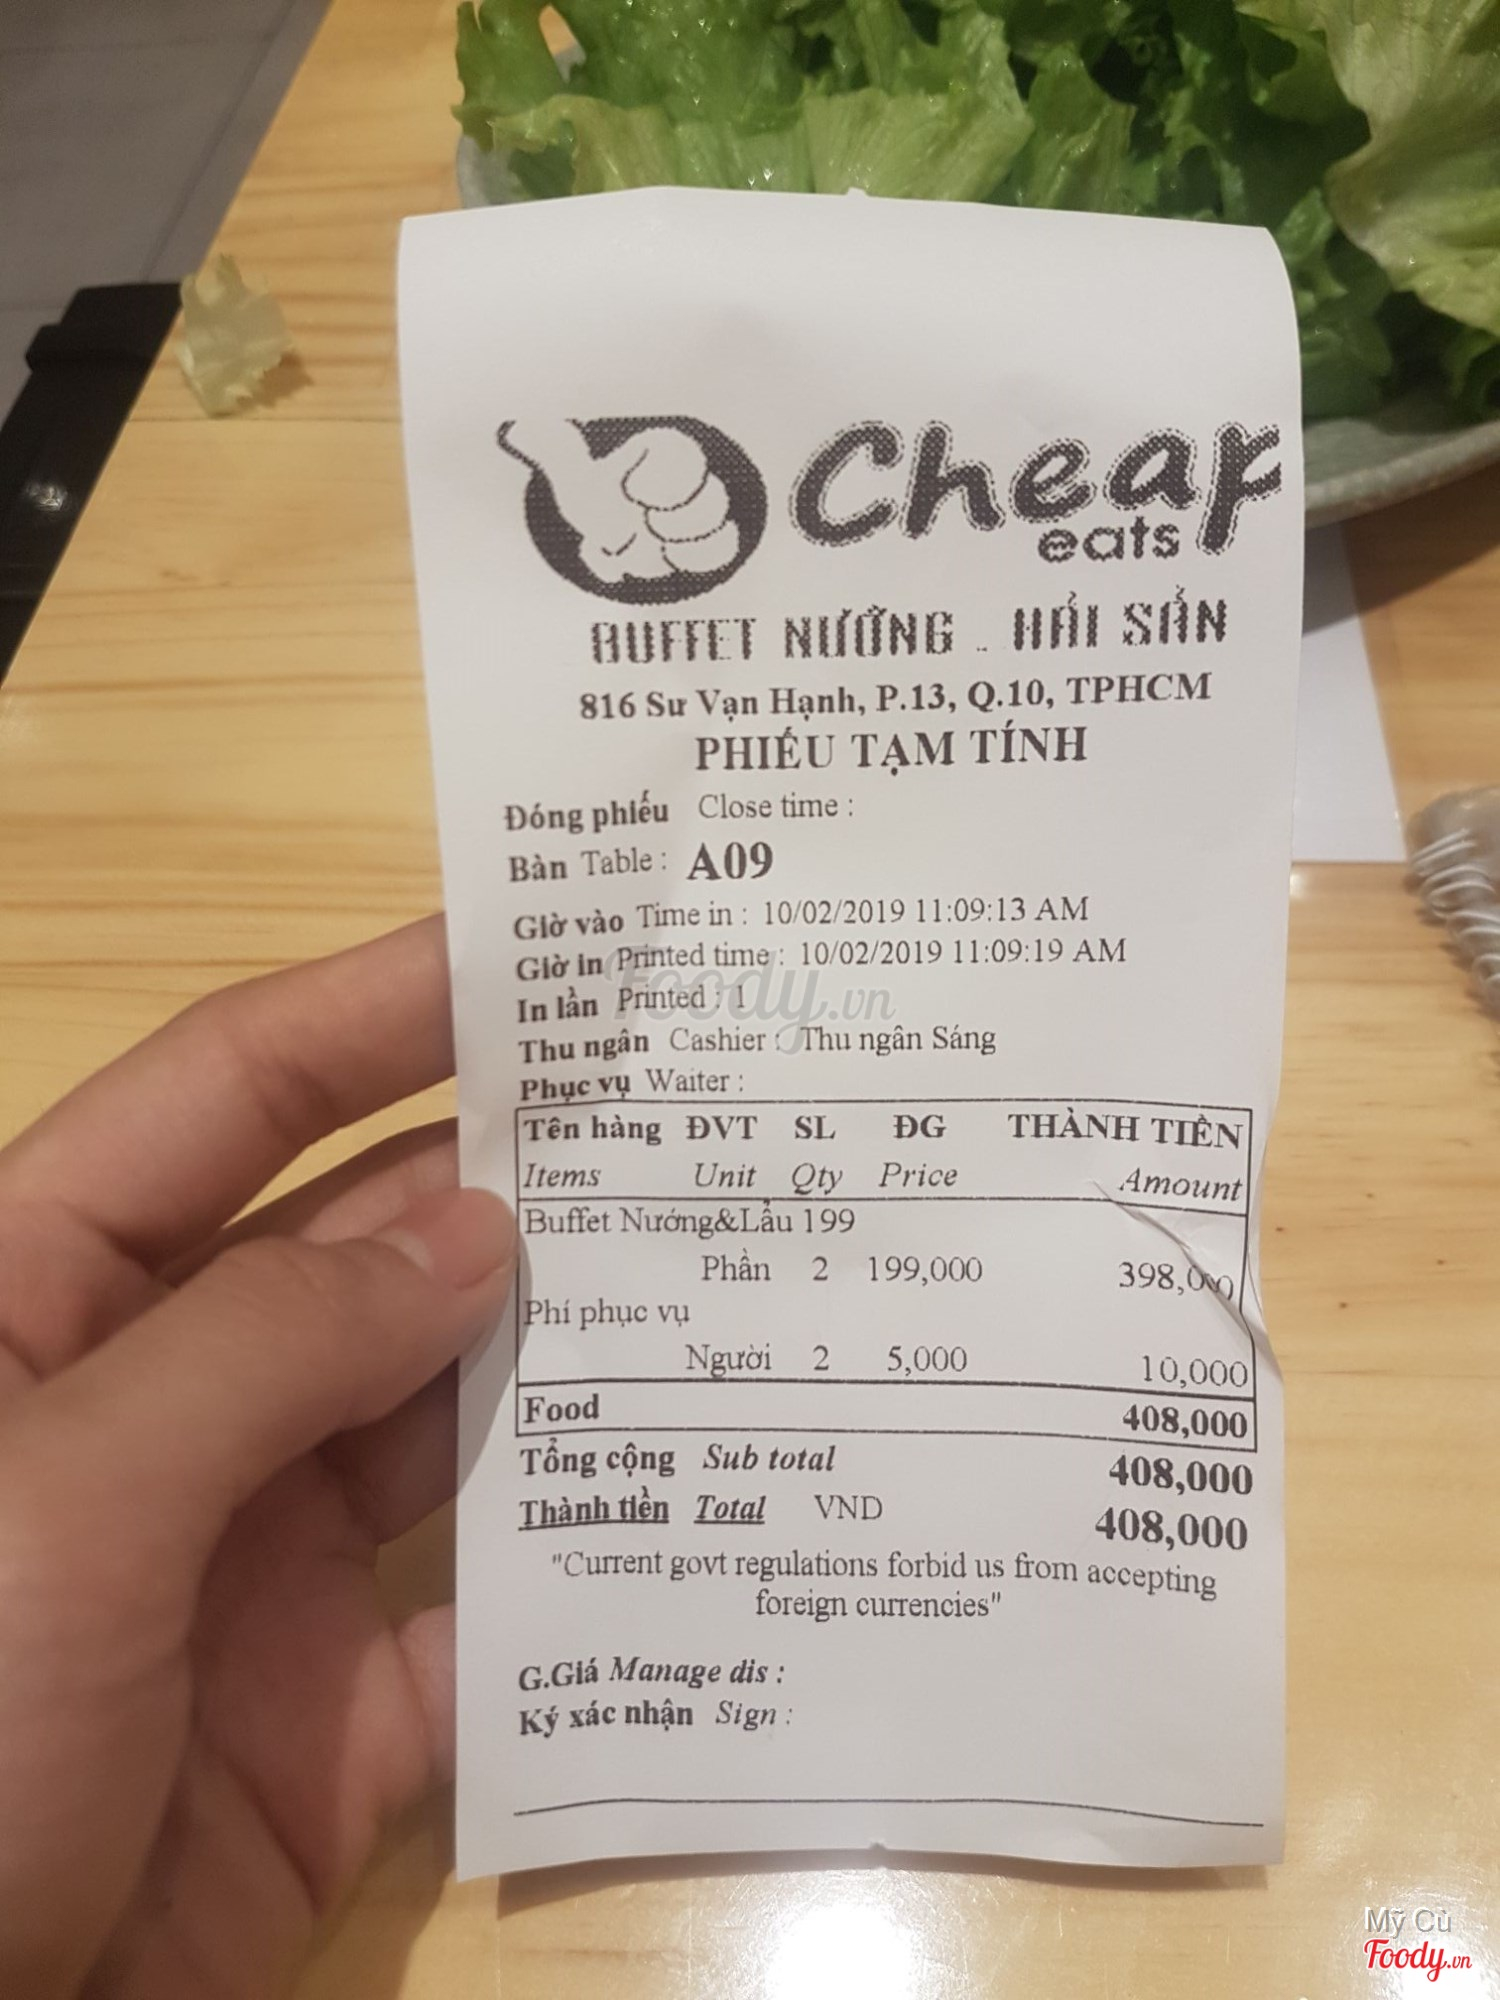 Cheap
eats
BUFFET NƯỚNG . HẢI SẢN
816 Sư Vạn Hạnh, P.13, Q.10, TPHCM
PHIẾU TẠM TÍNH
Đóng phiếu Close time :
Bàn Table : A09
Giờ vào Time in : 10/02/2019 11:09:13 AM
Giờ in Printed time : 10/02/2019 11:09:19 AM
In lần Printed : 1
Foody.vn
Thu ngân Cashier : Thu ngân Sáng
Phục vụ Waiter :
Tên hàng ĐVT SL ĐG THÀNH TIỀN
Items Unit Qty Price Amount
Buffet Nướng&Lẩu 199
Phần 2 199,000 398,000
Phí phục vụ
Người 2 5,000 10,000
Food 408,000
Tổng cộng Sub total 408,000
Thành tiền Total VND 408,000
"Current govt regulations forbid us from accepting
foreign currencies"
G.Giá Manage dis :
Ký xác nhận Sign :
Mỹ Cù
Foody.vn